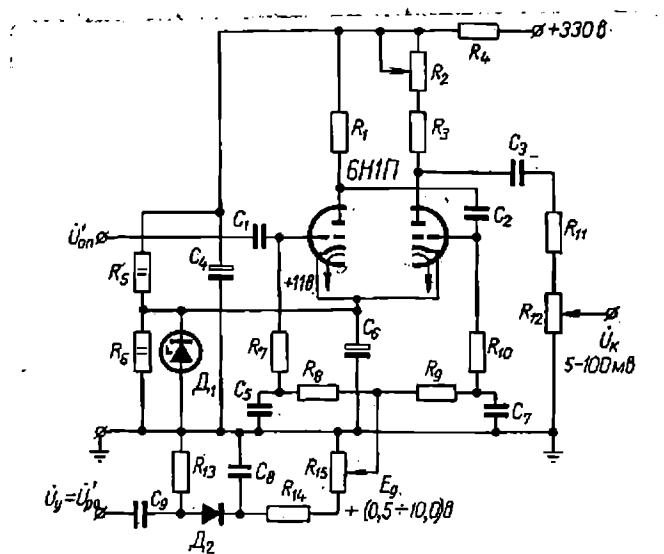 +330 в
R4
R2
R1
R3
6Н1П
C3
C1
C2
U̇'оп
R11
C4
R5
+11в
R12
U̇к
5-100мв
C6
R6
R7
R10
Д1
R8
R9
C5
C7
R13
C8
R15
R14
Eg
+(0,5÷10,0)в
U̇у=U̇'ро
C9
Д2